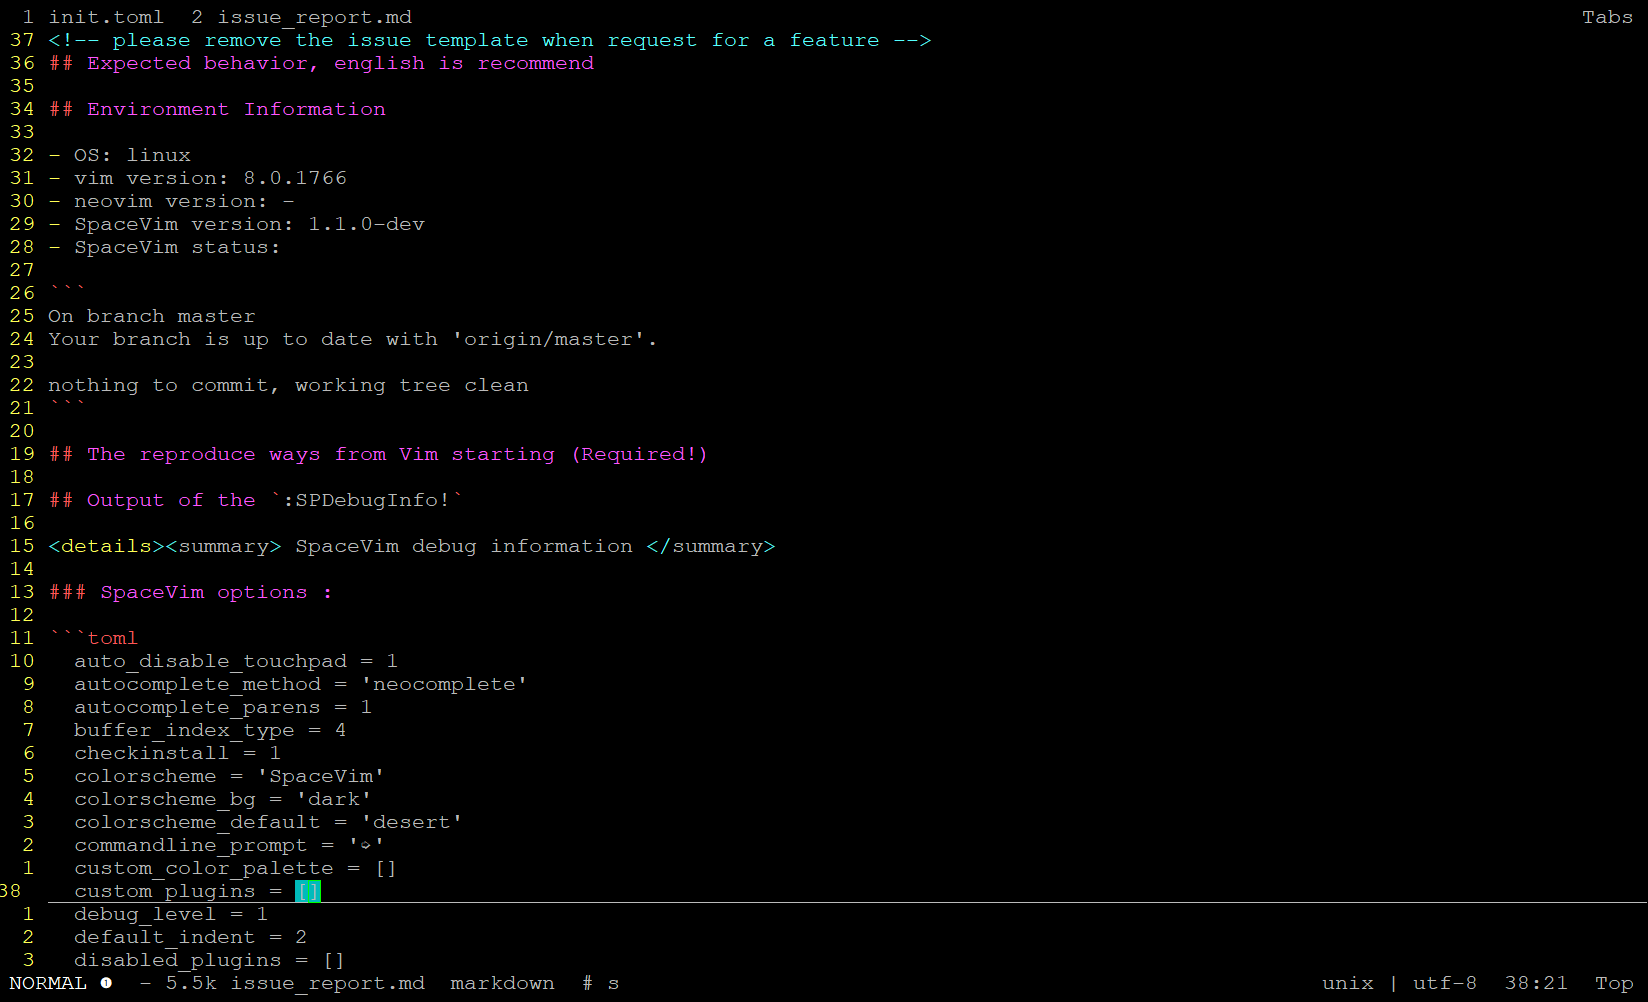 1 init.toml  2 issue_report.md  Tabs
37 <!-- please remove the issue template when request for a feature -->
36 ## Expected behavior, english is recommend
35
34 ## Environment Information
33
32 - OS: linux
31 - vim version: 8.0.1766
30 - neovim version: -
29 - SpaceVim version: 1.1.0-dev
28 - SpaceVim status:
27
26 ```
25 On branch master
24 Your branch is up to date with 'origin/master'.
23
22 nothing to commit, working tree clean
21 ```
20
19 ## The reproduce ways from Vim starting (Required!)
18
17 ## Output of the `:SPDebugInfo!`
16
15 <details><summary> SpaceVim debug information </summary>
14
13 ### SpaceVim options :
12
11 ```toml
10   auto_disable_touchpad = 1
9   autocomplete_method = 'neocomplete'
8   autocomplete_parens = 1
7   buffer_index_type = 4
6   checkinstall = 1
5   colorscheme = 'SpaceVim'
4   colorscheme_bg = 'dark'
3   colorscheme_default = 'desert'
2   commandline_prompt = '➭'
1   custom_color_palette = []
38   custom_plugins = []
1   debug_level = 1
2   default_indent = 2
3   disabled_plugins = []
NORMAL ❶  - 5.5k issue_report.md  markdown  # s  unix | utf-8  38:21  Top